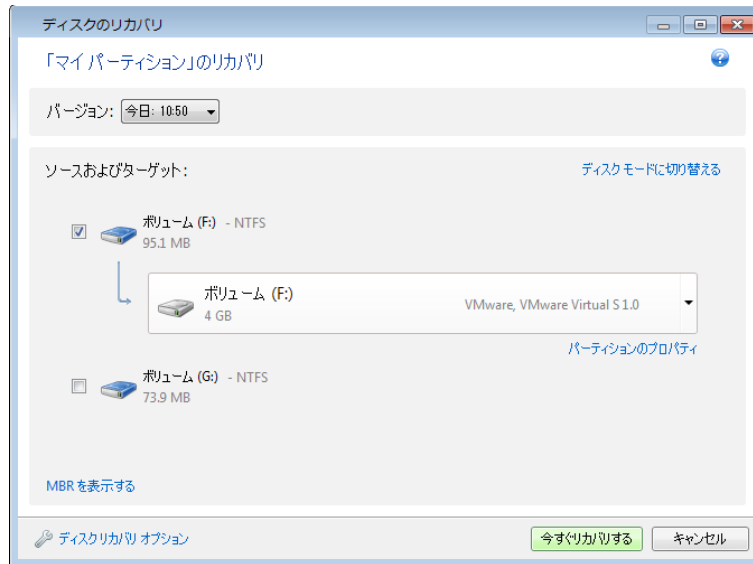 ディスクのリカバリ
「マイ パーティション」のリカバリ
バージョン: 今日: 10:50
ソースおよびターゲット:
ディスク モードに切り替える
ボリューム (F:) - NTFS
95.1 MB
ボリューム (F:)
4 GB
VMware, VMware Virtual S 1.0
パーティションのプロパティ
ボリューム (G:) - NTFS
73.9 MB
MBR を表示する
ディスク リカバリ オプション
今すぐリカバリする
キャンセル